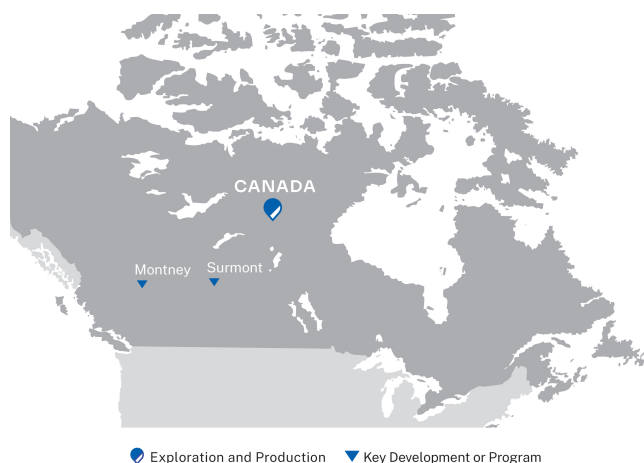 CANADA
Montney
Surmont
Exploration and Production
Key Development or Program